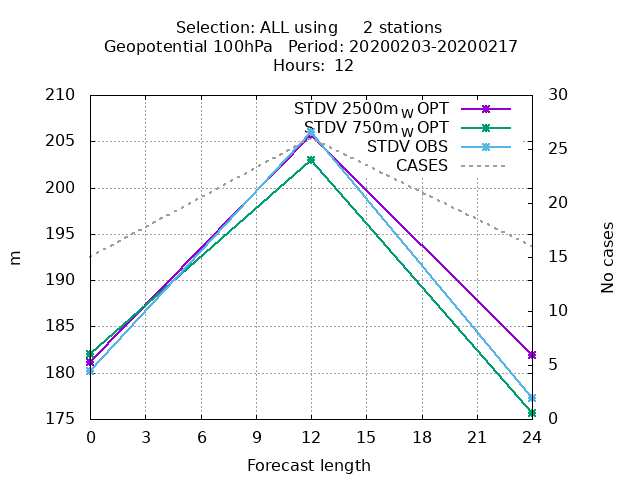 Selection: ALL using     2 stations
Geopotential 100hPa   Period: 20200203-20200217
Hours: 12
STDV 2500m W OPT
STDV 750m W OPT
STDV OBS
CASES
210
205
200
195
190
185
180
175
m
30
25
20
15
10
5
0
No cases
0 3 6 9 12 15 18 21 24
Forecast length